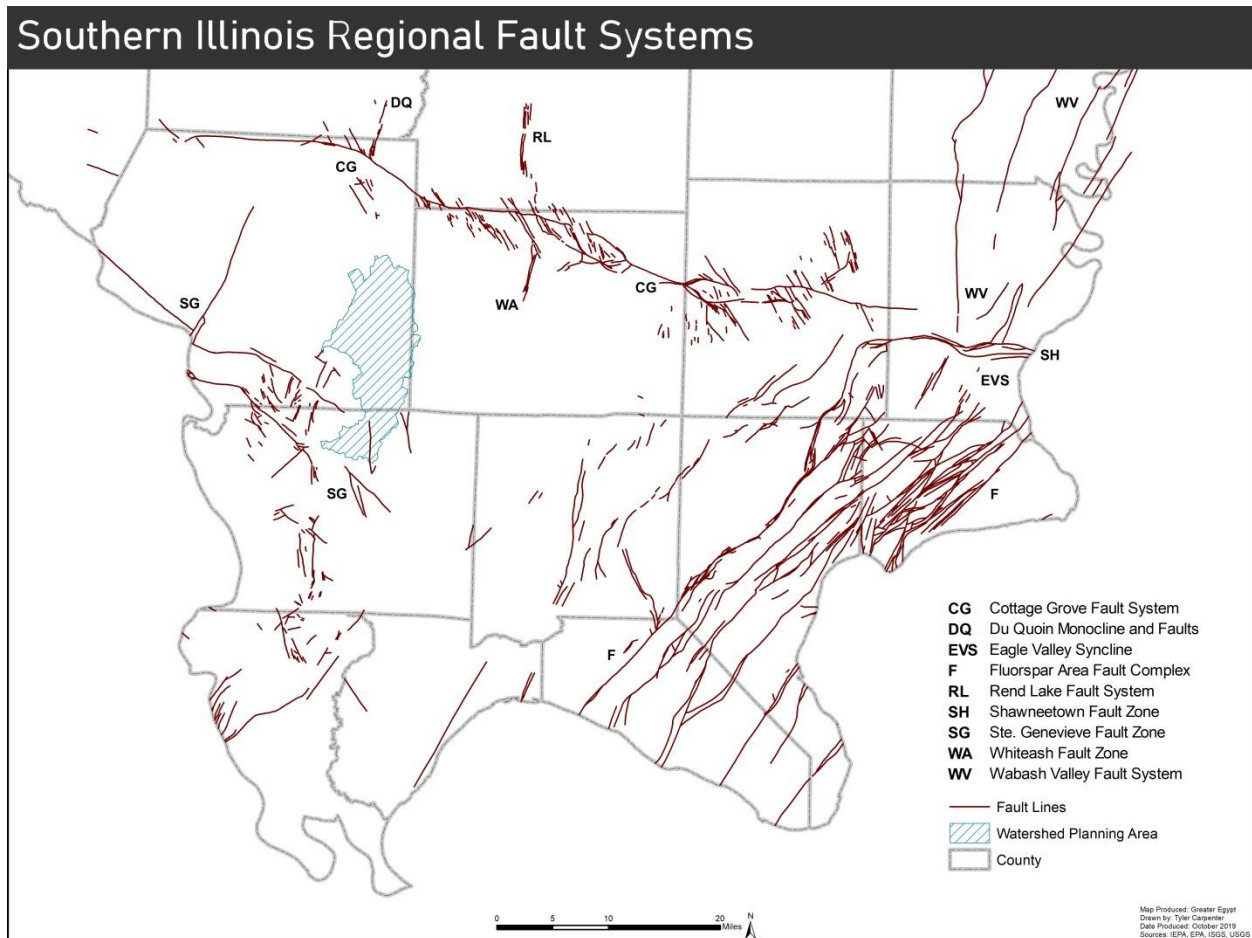 Southern Illinois Regional Fault Systems
DQ
WV
RL
CG
WA
CG
SG
WV
SH
EVS
SG
F
F
CG Cottage Grove Fault System
DQ Du Quoin Monocline and Faults
EVS Eagle Valley Syncline
F Fluorspar Area Fault Complex
RL Rend Lake Fault System
SH Shawneetown Fault Zone
SG Ste. Genevieve Fault Zone
WA Whiteash Fault Zone
WV Wabash Valley Fault System
Fault Lines
Watershed Planning Area
County
0 5 10 20
Miles
N
Map Produced: Greater Egypt
Drawn by: Tyler Carpenter
Date Produced: October 2019
Sources: IEPA, EPA, ISGS, USGS